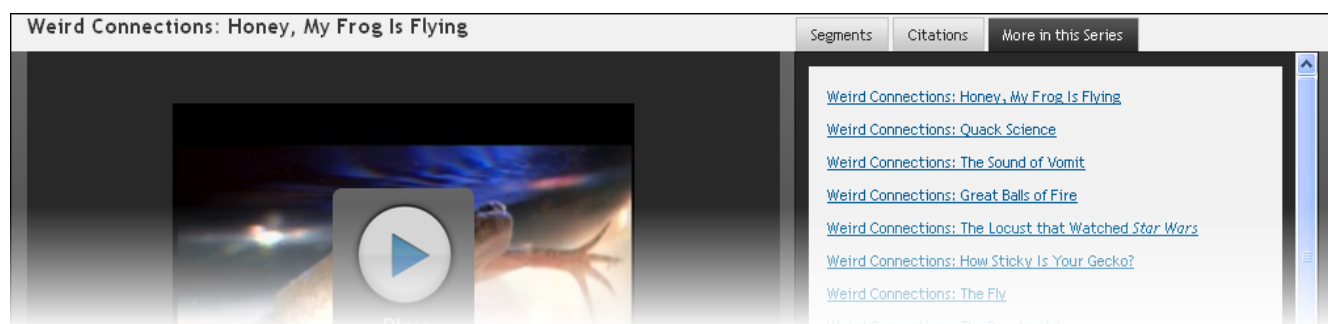 Weird Connections: Honey, My Frog Is Flying
Segments
Citations
More in this Series
Weird Connections: Honey, My Frog Is Flying
Weird Connections: Quack Science
Weird Connections: The Sound of Vomit
Weird Connections: Great Balls of Fire
Weird Connections: The Locust that Watched Star Wars
Weird Connections: How Sticky Is Your Gecko?
Weird Connections: The Fly